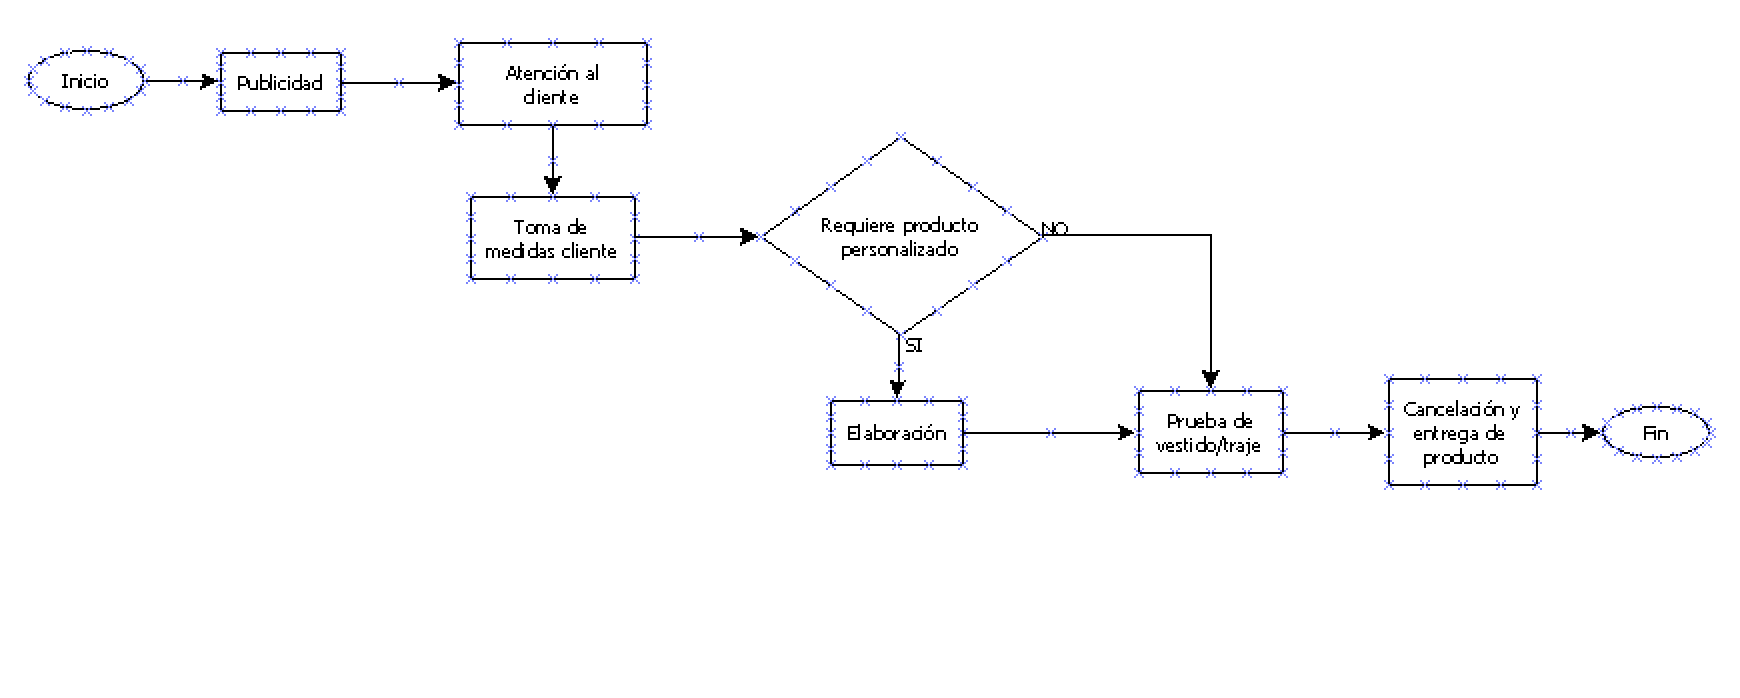 Inicio
Publicidad
Atención al
cliente
Toma de
medidas cliente
Requiere producto
personalizado
NO
SI
Elaboración
Prueba de
vestido/traje
Cancelación y
entrega de
producto
Fin